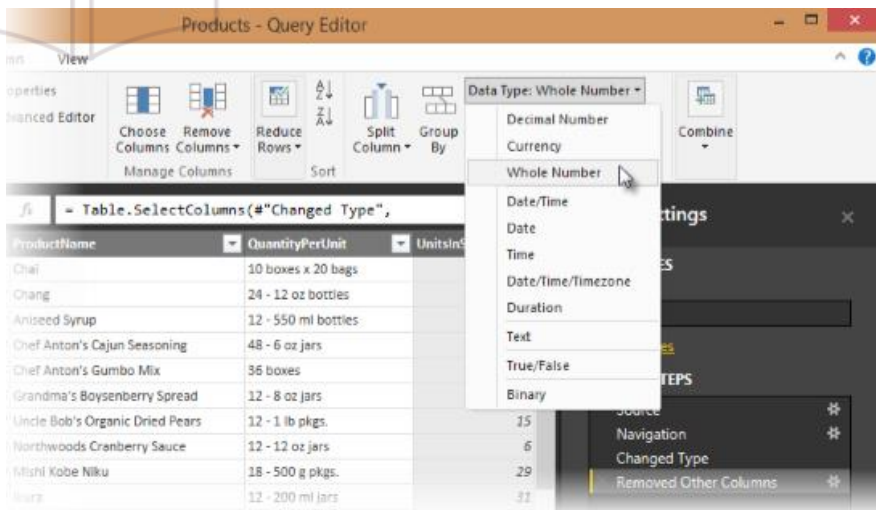 Products - Query Editor
View
Data Type: Whole Number
Editor
Choose Columns
Remove Columns
Reduce Rows
Split Column
Group By
Combine
Manage Columns
Sort
Decimal Number
Currency
Whole Number
Date/Time
Date
Time
Date/Time/Timezone
Duration
Text
True/False
Binary
fx
= Table.SelectColumns(#"Changed Type",
ttings
ProductName QuantityPerUnit UnitsInS
Chai 10 boxes x 20 bags
Chang 24 - 12 oz bottles
Aniseed Syrup 12 - 550 ml bottles
Chef Anton's Cajun Seasoning 48 - 6 oz jars
Chef Anton's Gumbo Mix 36 boxes
Grandma's Boysenberry Spread 12 - 8 oz jars
Uncle Bob's Organic Dried Pears 12 - 1 lb pkgs. 15
Northwoods Cranberry Sauce 12 - 12 oz jars 6
Mishi Kobe Niku 18 - 500 g pkgs. 29
Ikura 12 - 200 ml jars 31
ES
es
TEPS
Source
Navigation
Changed Type
Removed Other Columns